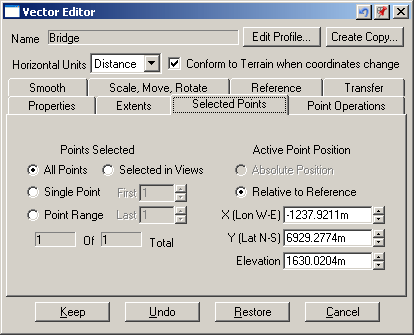 Vector Editor
Name Bridge Edit Profile... Create Copy...
Horizontal Units Distance Conform to Terrain when coordinates change
Smooth Scale, Move, Rotate Reference Transfer
Properties Extents Selected Points Point Operations
Points Selected Active Point Position
All Points Selected in Views Absolute Position
Single Point First 1 Relative to Reference
Point Range Last 1 X (Lon W-E) -1237.9211m
1 Of 1 Total Y (Lat N-S) 6929.2774m
Elevation 1630.0204m
Keep Undo Restore Cancel